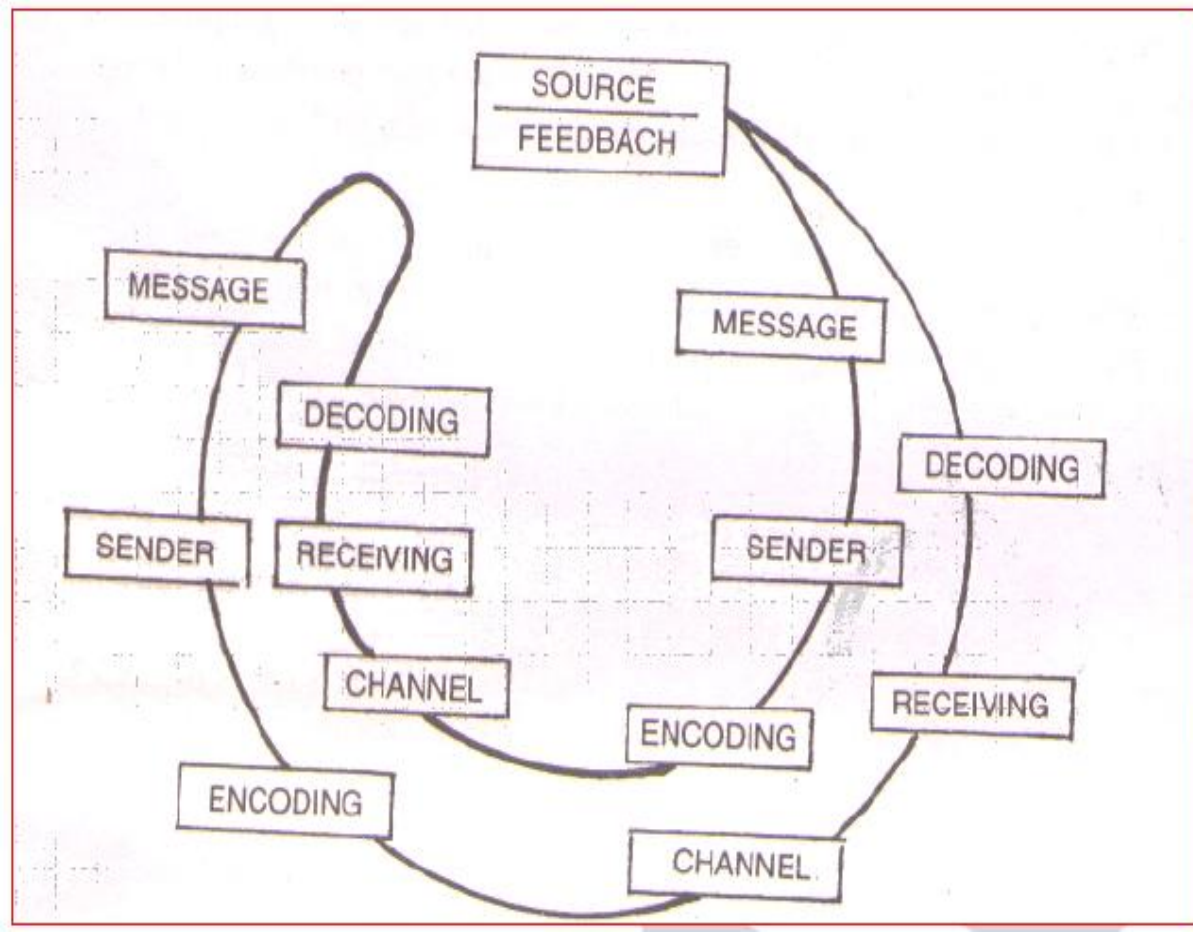 SOURCE
FEEDBACH
MESSAGE
MESSAGE
DECODING
DECODING
SENDER
RECEIVING
SENDER
CHANNEL
RECEIVING
ENCODING
ENCODING
CHANNEL